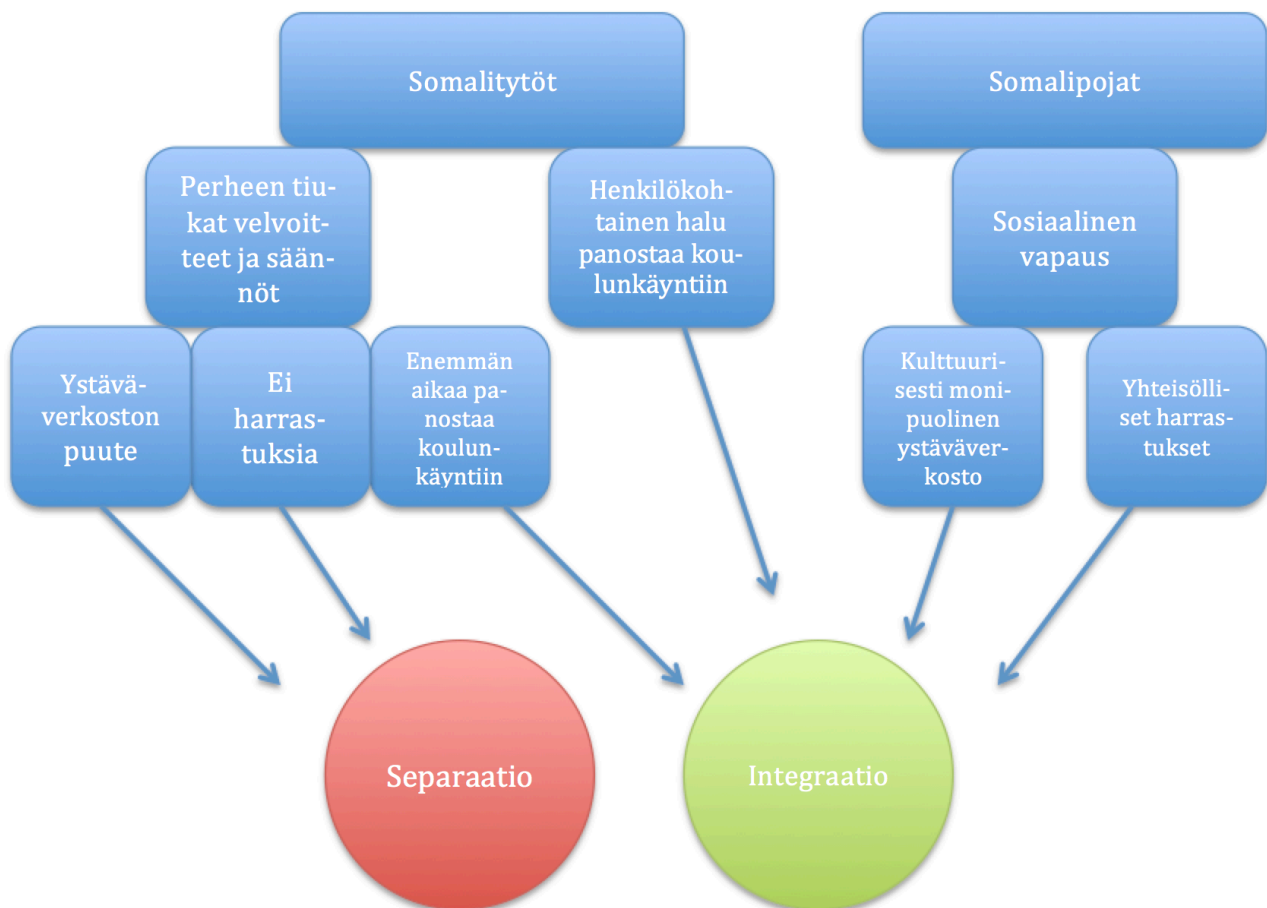 Somalitytöt
Somalipojat
Perheen tiu-
kat velvoit-
teet ja sään-
nöt
Henkilökoh-
tainen halu
panostaa kou-
lunkäyntiin
Sosiaalinen
vapaus
Ystävä-
verkoston
puute
Ei
harras-
tuksia
Enemmän
aikaa pa-
nostaa
koulun-
käyntiin
Kulttuuri-
sesti moni-
puolinen
ystäväver-
kosto
Yhteisölli-
set harras-
tukset
Separaatio
Integraatio